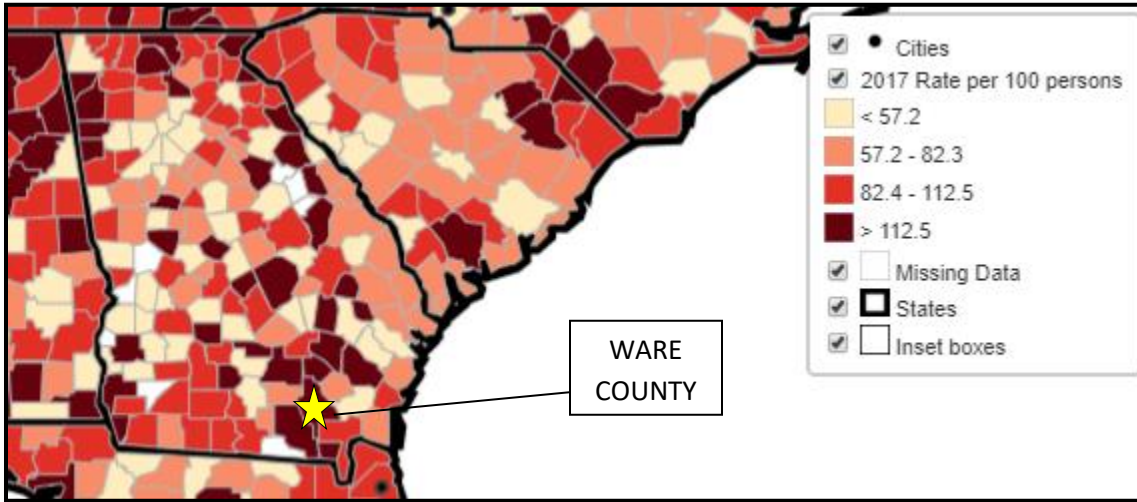 Cities
2017 Rate per 100 persons
< 57.2
57.2 - 82.3
82.4 - 112.5
> 112.5
Missing Data
States
Inset boxes
WARE
COUNTY